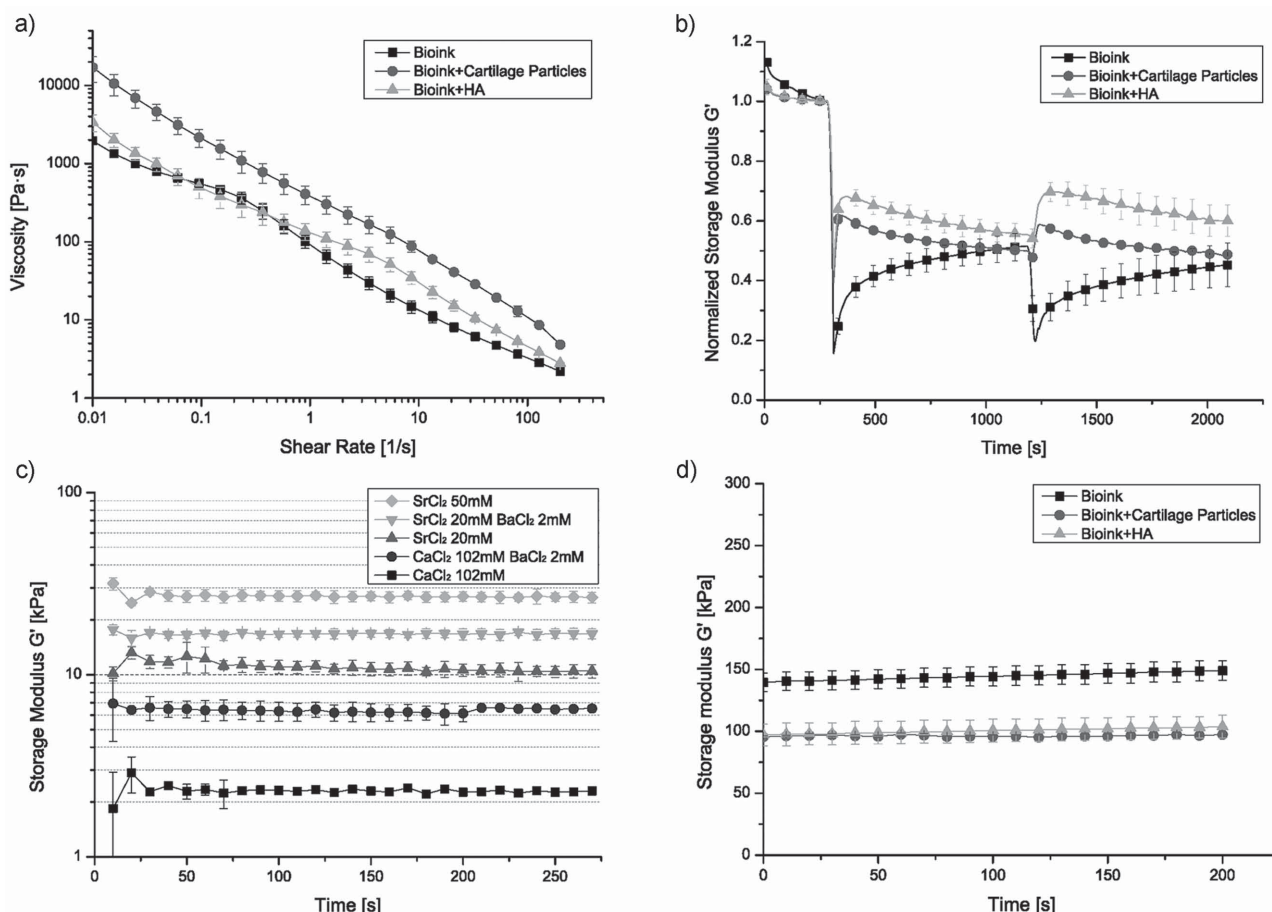 a)
Viscosity [Pa·s]
10000
1000
100
10
1
0.01
0.1
1
10
100
Shear Rate [1/s]
Bioink
Bioink+Cartilage Particles
Bioink+HA
b)
Normalized Storage Modulus G'
1.2
1.0
0.8
0.6
0.4
0.2
0.0
0
500
1000
1500
2000
Time [s]
Bioink
Bioink+Cartilage Particles
Bioink+HA
c)
Storage Modulus G' [kPa]
100
10
1
0
50
100
150
200
250
Time [s]
SrCl₂ 50mM
SrCl₂ 20mM BaCl₂ 2mM
SrCl₂ 20mM
CaCl₂ 102mM BaCl₂ 2mM
CaCl₂ 102mM
d)
Storage modulus G' [kPa]
300
250
200
150
100
50
0
0
50
100
150
200
Time [s]
Bioink
Bioink+Cartilage Particles
Bioink+HA